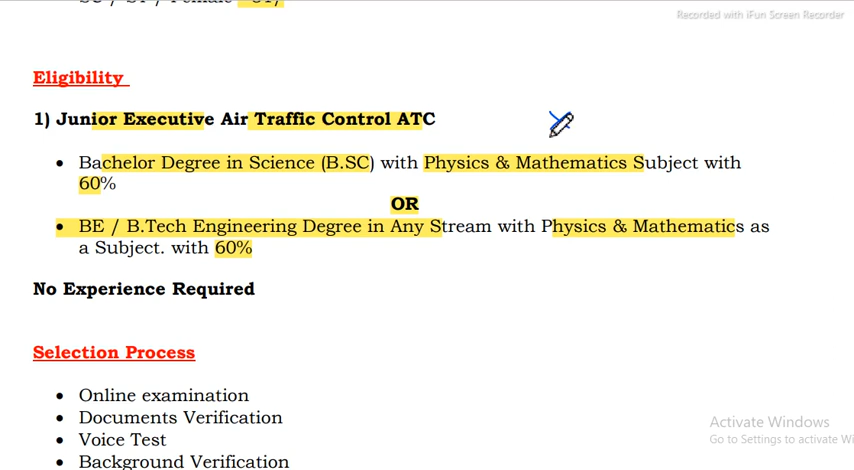 Recorded with iFun Screen Recorder
Eligibility
1) Junior Executive Air Traffic Control ATC
• Bachelor Degree in Science (B.SC) with Physics & Mathematics Subject with
60%
OR
• BE / B.Tech Engineering Degree in Any Stream with Physics & Mathematics as
a Subject. with 60%
No Experience Required
Selection Process
• Online examination
• Documents Verification
• Voice Test
• Background Verification
Activate Windows
Go to Settings to activate Wi